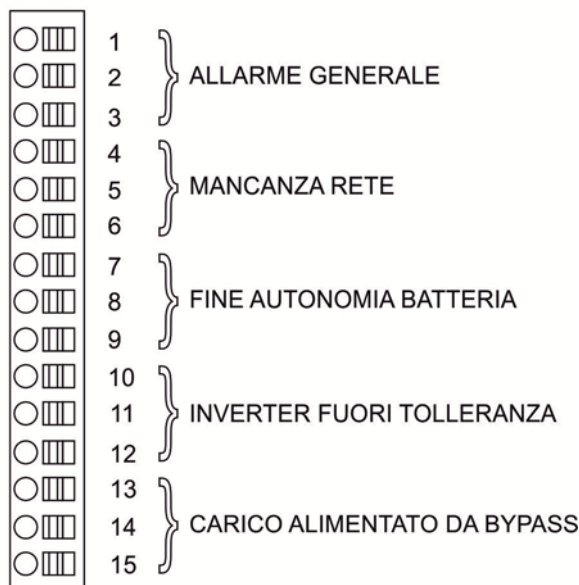 1
2 ALLARME GENERALE
3
4
5 MANCANZA RETE
6
7
8 FINE AUTONOMIA BATTERIA
9
10
11 INVERTER FUORI TOLLERANZA
12
13
14 CARICO ALIMENTATO DA BYPASS
15